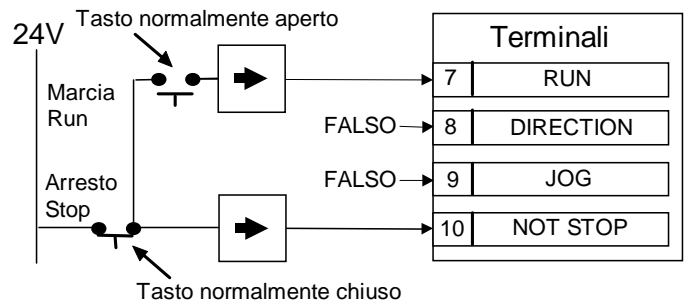 Tasto normalmente aperto
24V
Terminali
Marcia
Run
7 RUN
FALSO 8 DIRECTION
Arresto
Stop
FALSO 9 JOG
10 NOT STOP
Tasto normalmente chiuso